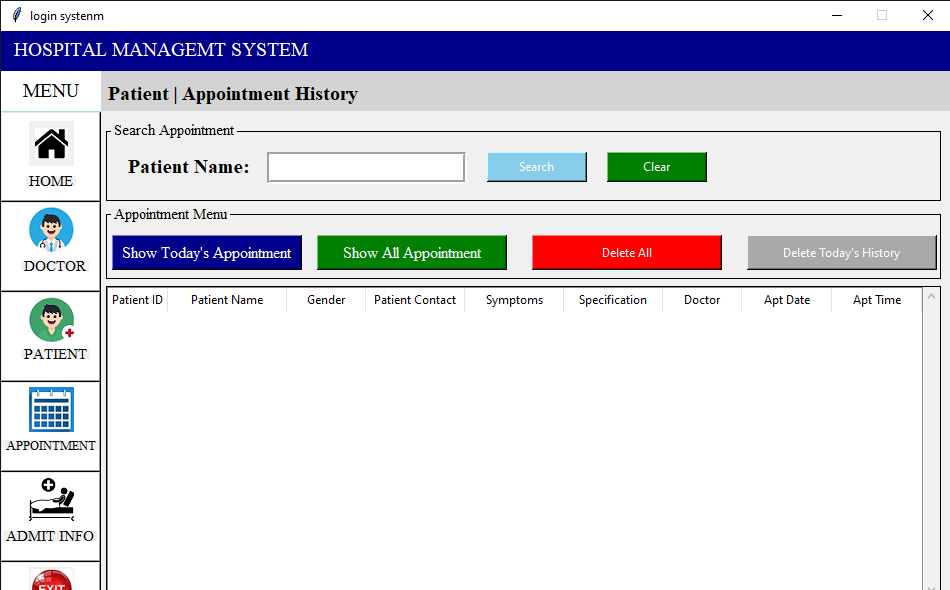 login systenm
HOSPITAL MANAGEMT SYSTEM
MENU
Patient | Appointment History
Search Appointment
Patient Name:
Search
Clear
HOME
Appointment Menu
Show Today's Appointment
Show All Appointment
Delete All
Delete Today's History
DOCTOR
Patient ID Patient Name Gender Patient Contact Symptoms Specification Doctor Apt Date Apt Time
PATIENT
APPOINTMENT
ADMIT INFO
EXIT